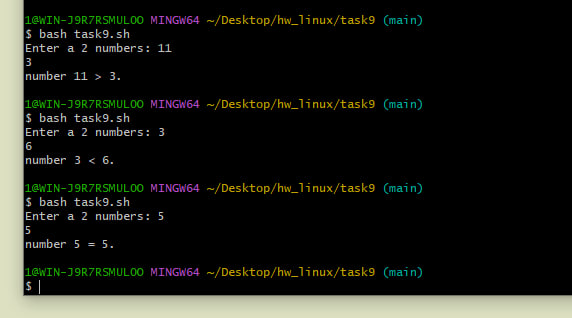 1@WIN-J9R7RSMULOO MINGW64 ~/Desktop/hw_linux/task9 (main)
$ bash task9.sh
Enter a 2 numbers: 11
3
number 11 > 3.
1@WIN-J9R7RSMULOO MINGW64 ~/Desktop/hw_linux/task9 (main)
$ bash task9.sh
Enter a 2 numbers: 3
6
number 3 < 6.
1@WIN-J9R7RSMULOO MINGW64 ~/Desktop/hw_linux/task9 (main)
$ bash task9.sh
Enter a 2 numbers: 5
5
number 5 = 5.
1@WIN-J9R7RSMULOO MINGW64 ~/Desktop/hw_linux/task9 (main)
$